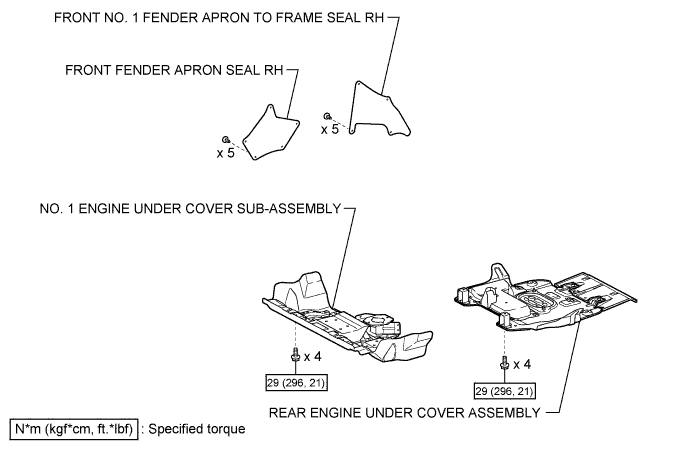 FRONT NO. 1 FENDER APRON TO FRAME SEAL RH
FRONT FENDER APRON SEAL RH
x 5
x 5
NO. 1 ENGINE UNDER COVER SUB-ASSEMBLY
x 4
29 (296, 21)
x 4
29 (296, 21)
REAR ENGINE UNDER COVER ASSEMBLY
N*m (kgf*cm, ft.*lbf) : Specified torque